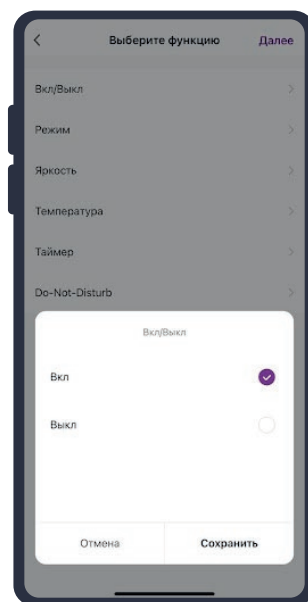 Выберите функцию Далее
Вкл/Выкл
Режим
Яркость
Температура
Таймер
Do-Not-Disturb
Вкл/Выкл
Вкл
Выкл
Отмена Сохранить